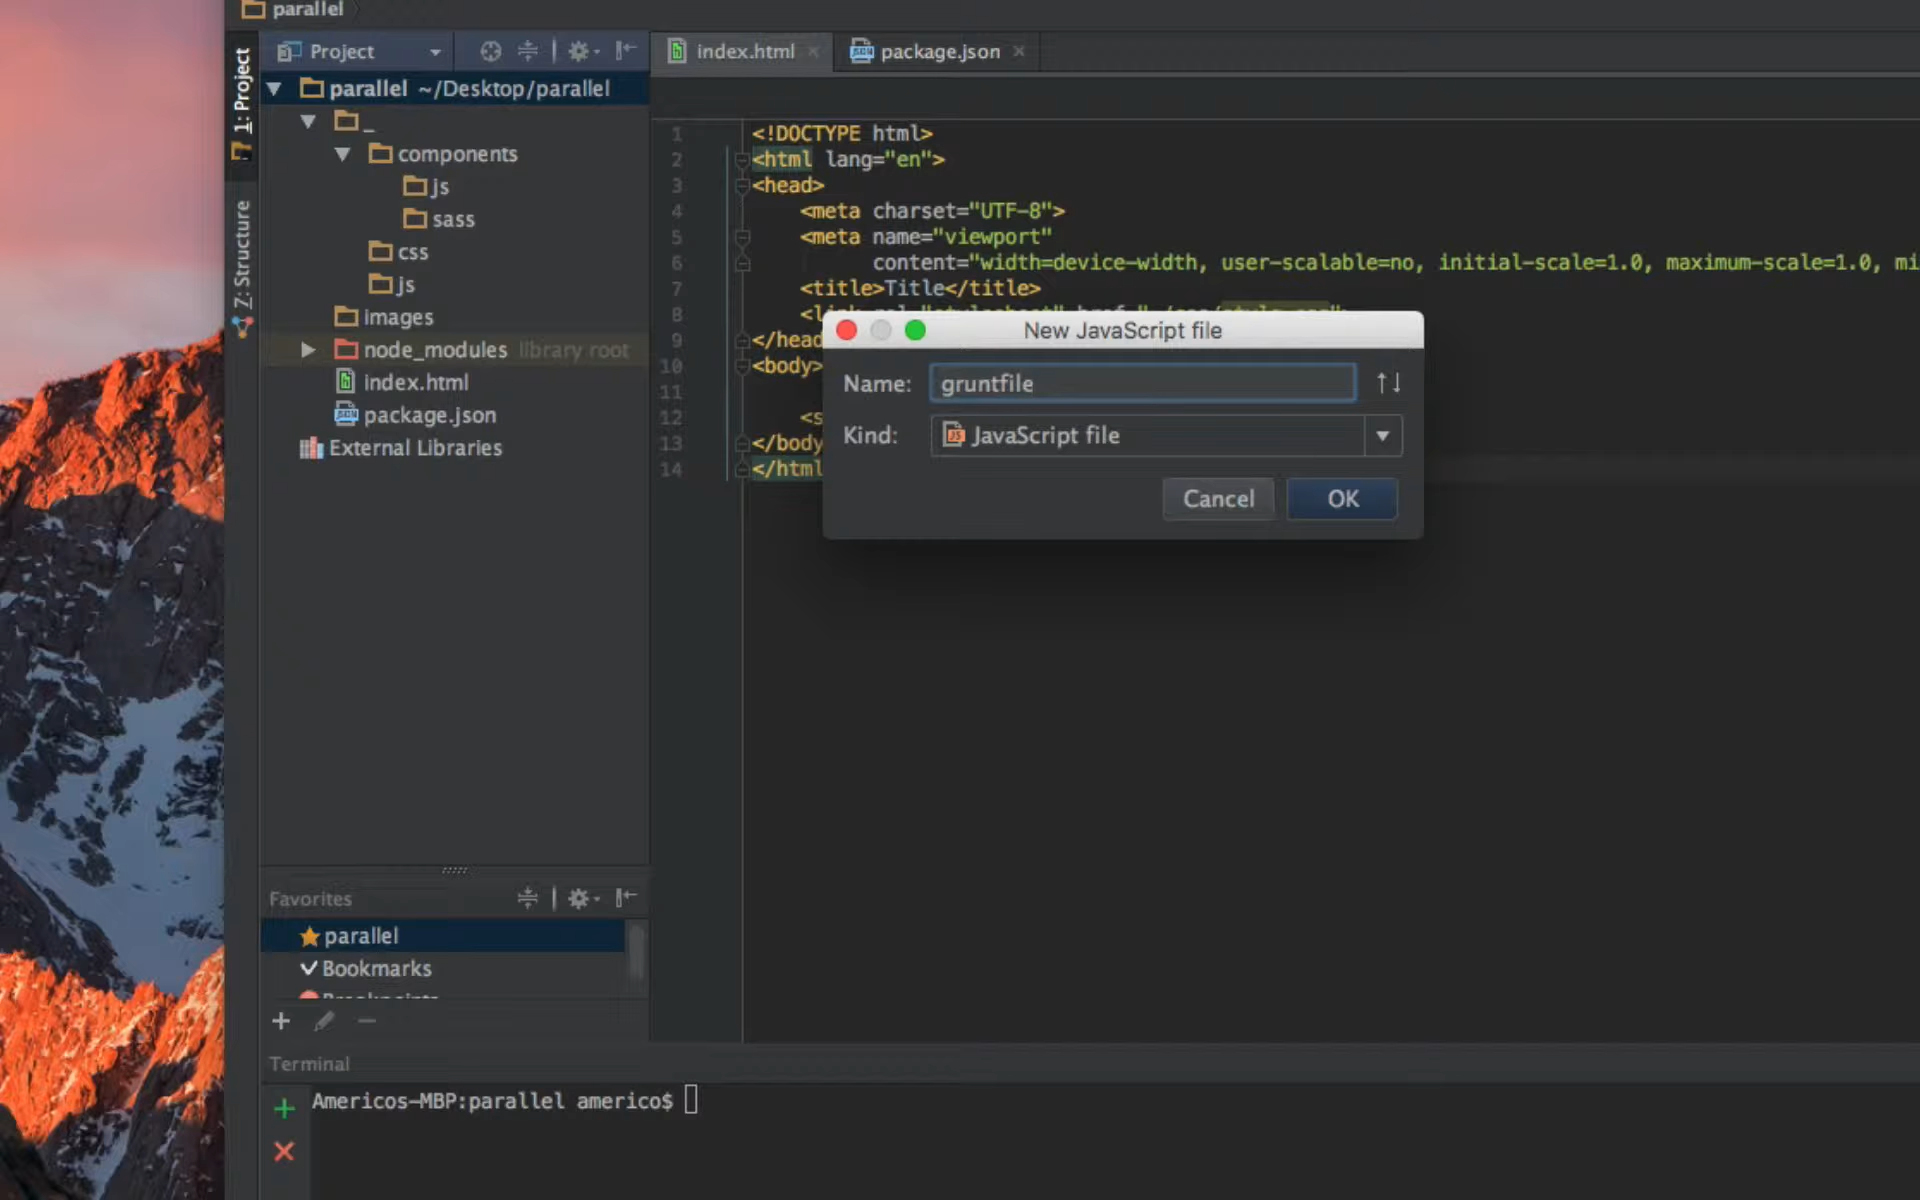 parallel
1: Project
7: Structure
Project
parallel ~/Desktop/parallel
_
components
js
sass
css
js
images
node_modules library root
index.html
package.json
External Libraries
index.html
package.json
1 <!DOCTYPE html>
2 <html lang="en">
3 <head>
4 <meta charset="UTF-8">
5 <meta name="viewport"
6 content="width=device-width, user-scalable=no, initial-scale=1.0, maximum-scale=1.0, mi
7 <title>Title</title>
8
9 </head
10 <body>
11
12 <s
13 </body
14 </html
New JavaScript file
Name: gruntfile
Kind: JavaScript file
Cancel OK
Favorites
parallel
Bookmarks
Terminal
Americos-MBP:parallel americo$